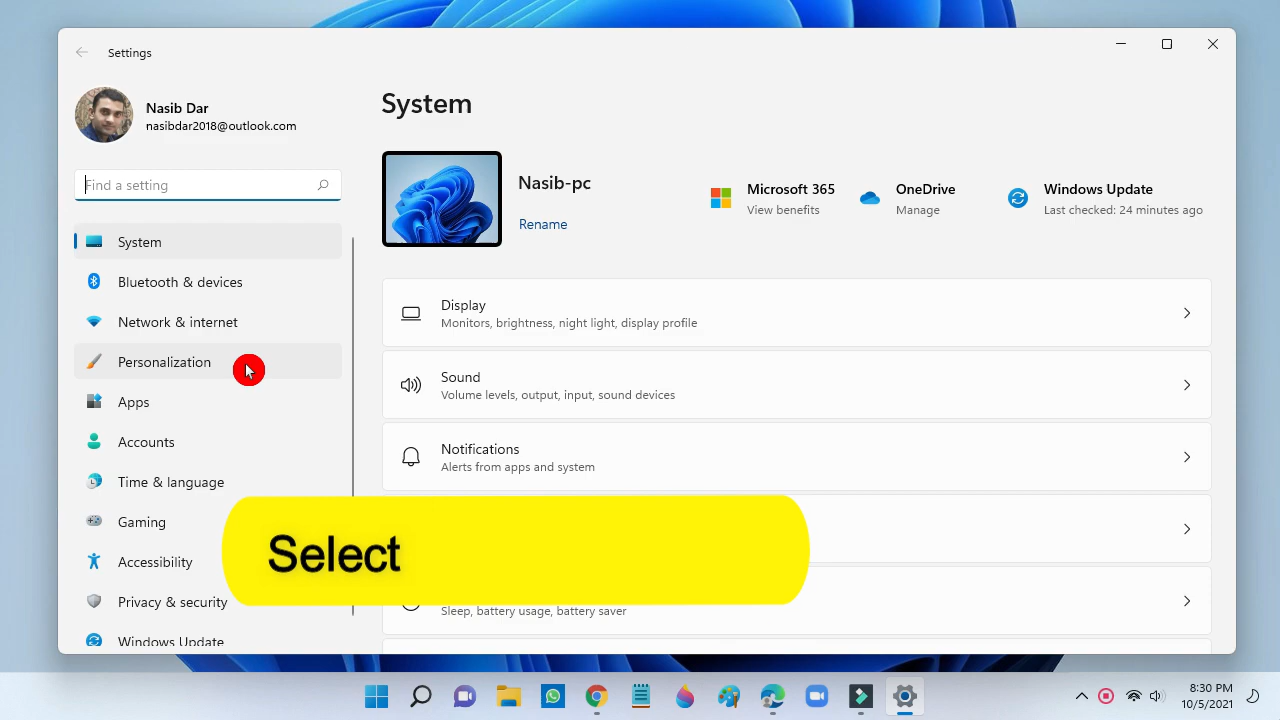 Settings
Nasib Dar
nasibdar2018@outlook.com
Find a setting
System
Bluetooth & devices
Network & internet
Personalization
Apps
Accounts
Time & language
Gaming
Accessibility
Privacy & security
Windows Update
System
Nasib-pc
Rename
Microsoft 365
View benefits
OneDrive
Manage
Windows Update
Last checked: 24 minutes ago
Display
Monitors, brightness, night light, display profile
Sound
Volume levels, output, input, sound devices
Notifications
Alerts from apps and system
Select
Sleep, battery usage, battery saver
8:30 PM
10/5/2021